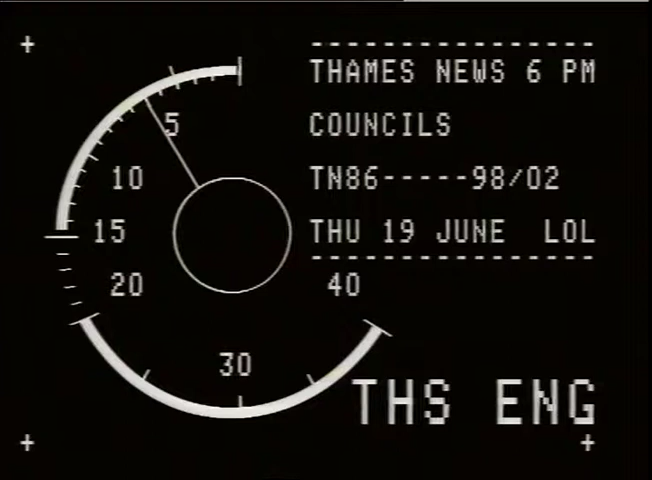 THAMES NEWS 6 PM
COUNCILS
TN86-----98/02
THU 19 JUNE LOL
5
10
15
20
30
40
THS ENG